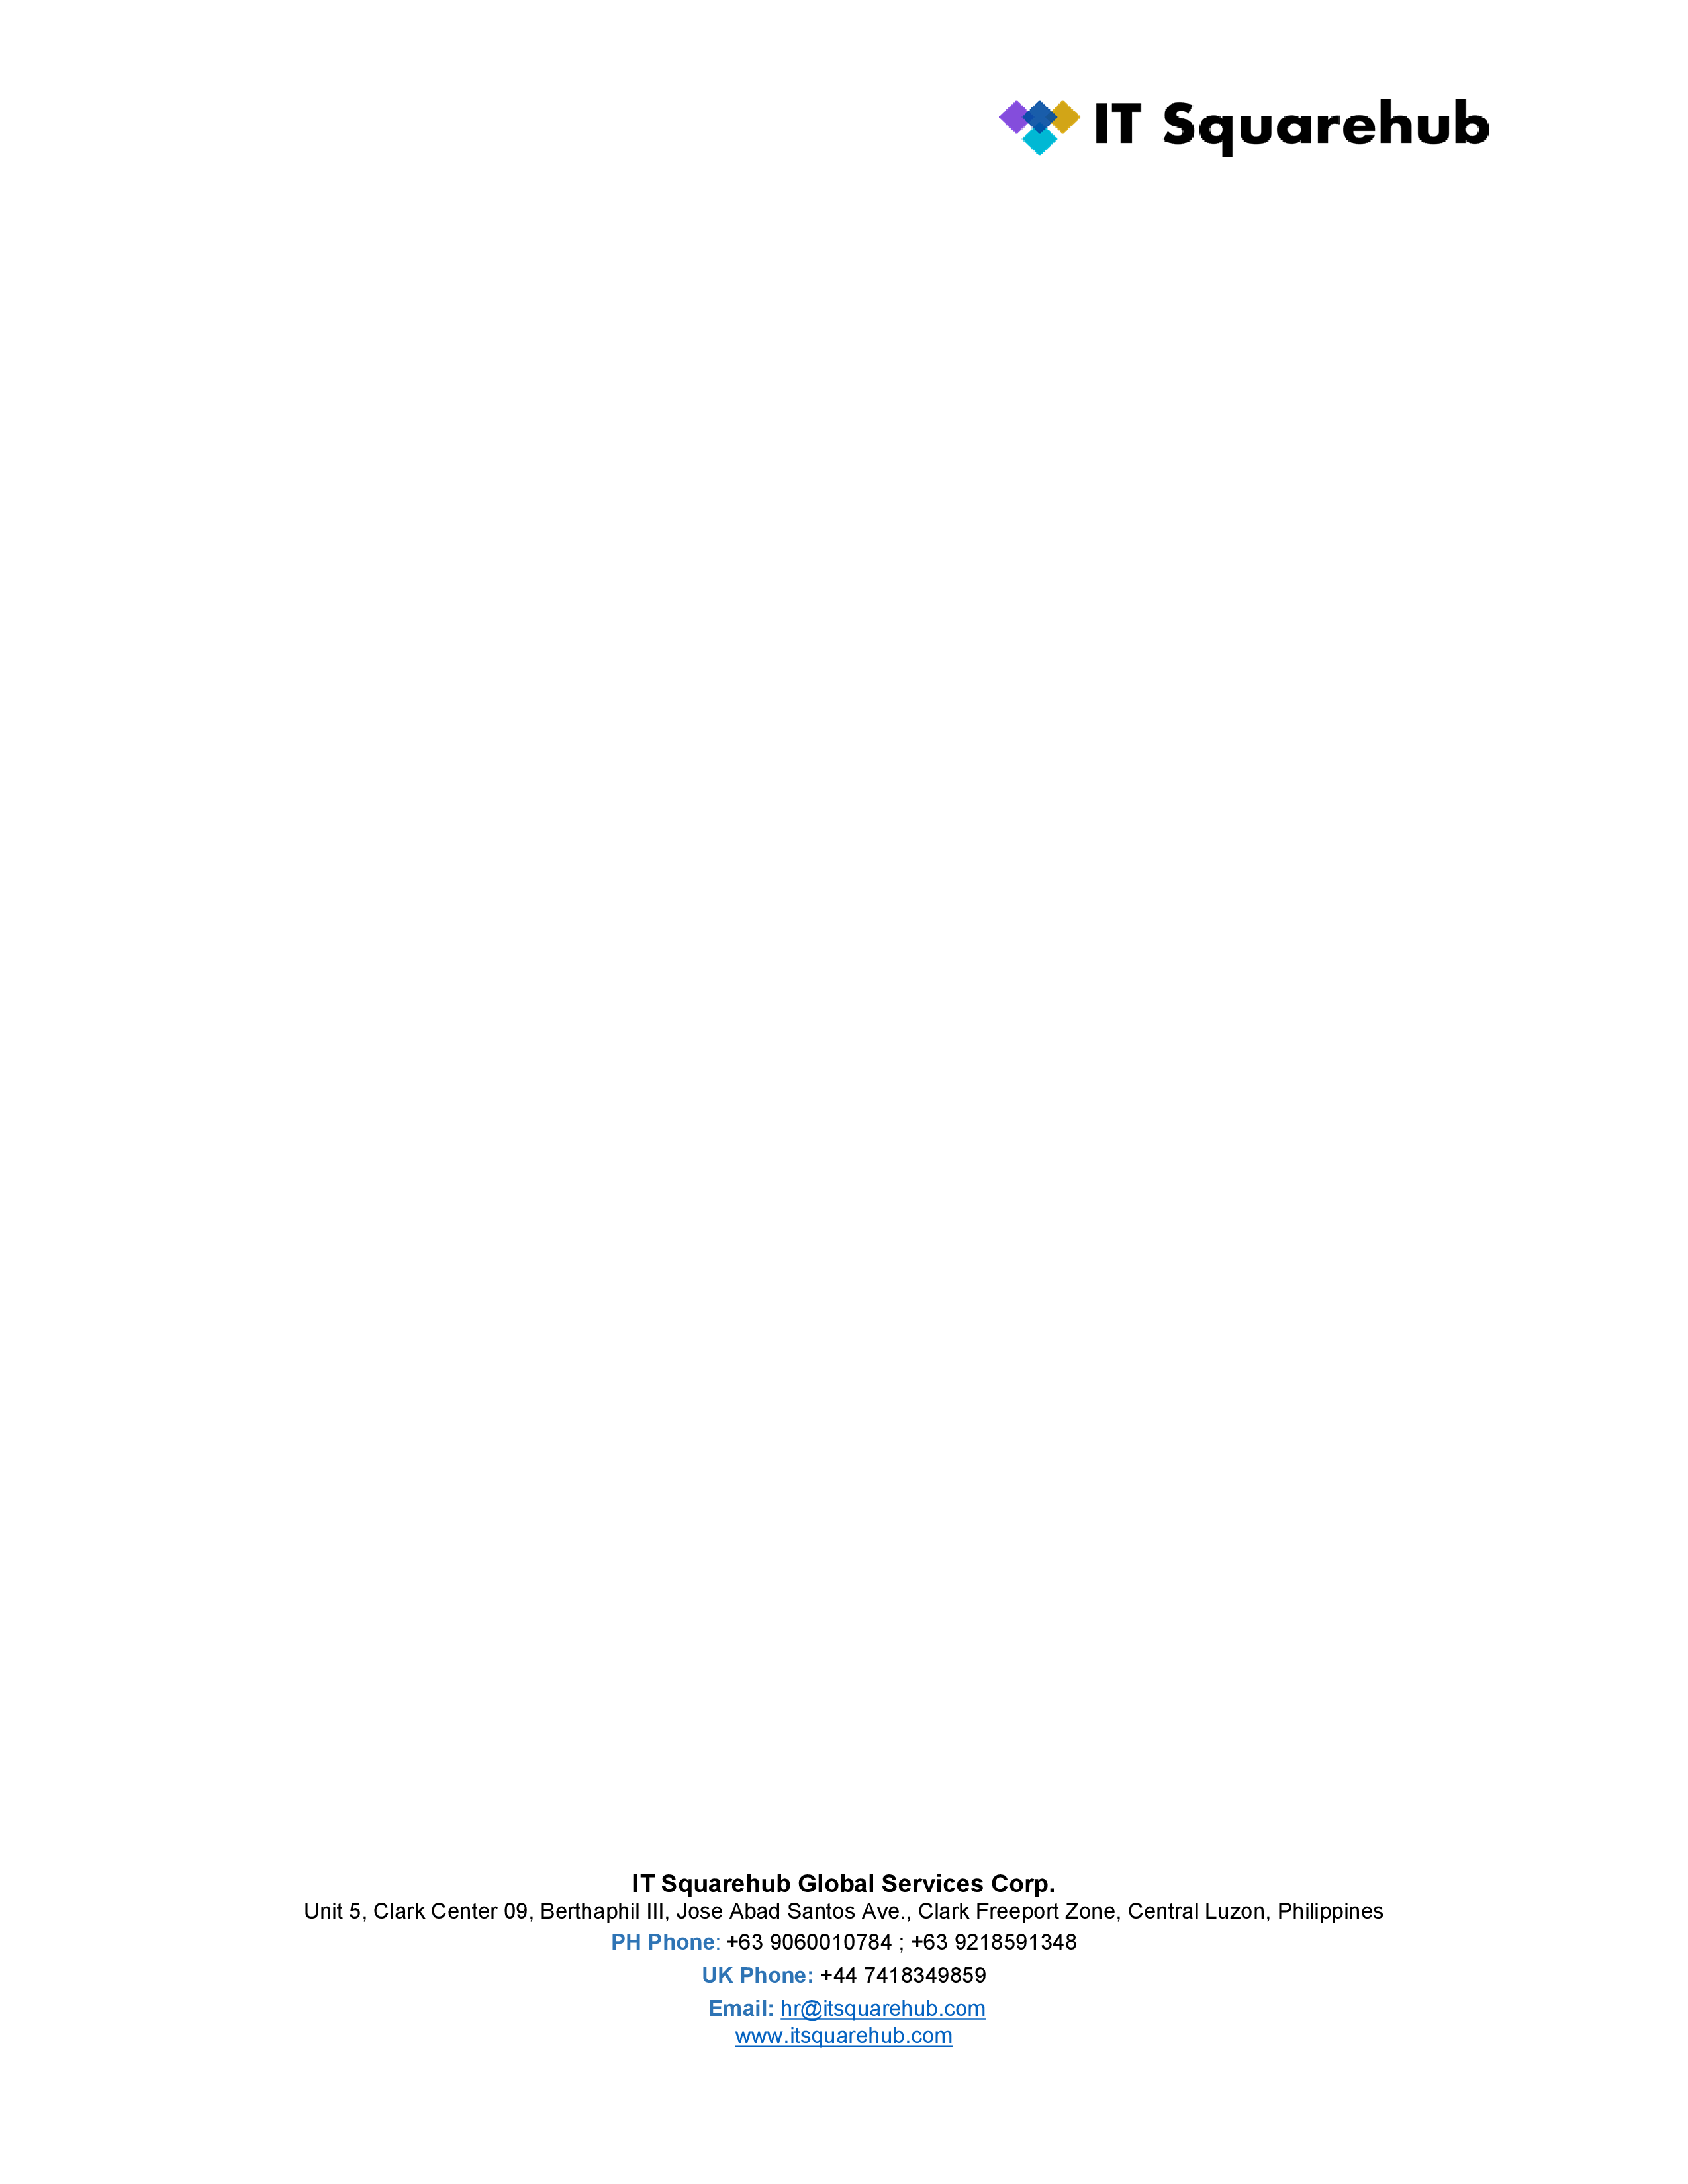 IT Squarehub
IT Squarehub Global Services Corp.
Unit 5, Clark Center 09, Berthaphil III, Jose Abad Santos Ave., Clark Freeport Zone, Central Luzon, Philippines
PH Phone: +63 9060010784 ; +63 9218591348
UK Phone: +44 7418349859
Email: hr@itsquarehub.com
www.itsquarehub.com